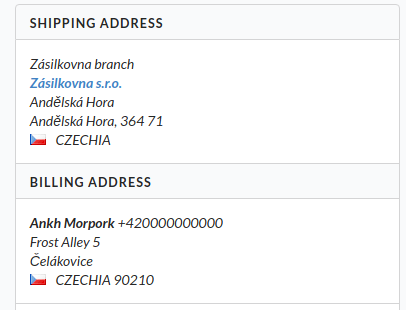 SHIPPING ADDRESS
Zásilkovna branch
Zásilkovna s.r.o.
Andělská Hora
Andělská Hora, 364 71
CZECHIA
BILLING ADDRESS
Ankh Morpork +420000000000
Frost Alley 5
Čelákovice
CZECHIA 90210